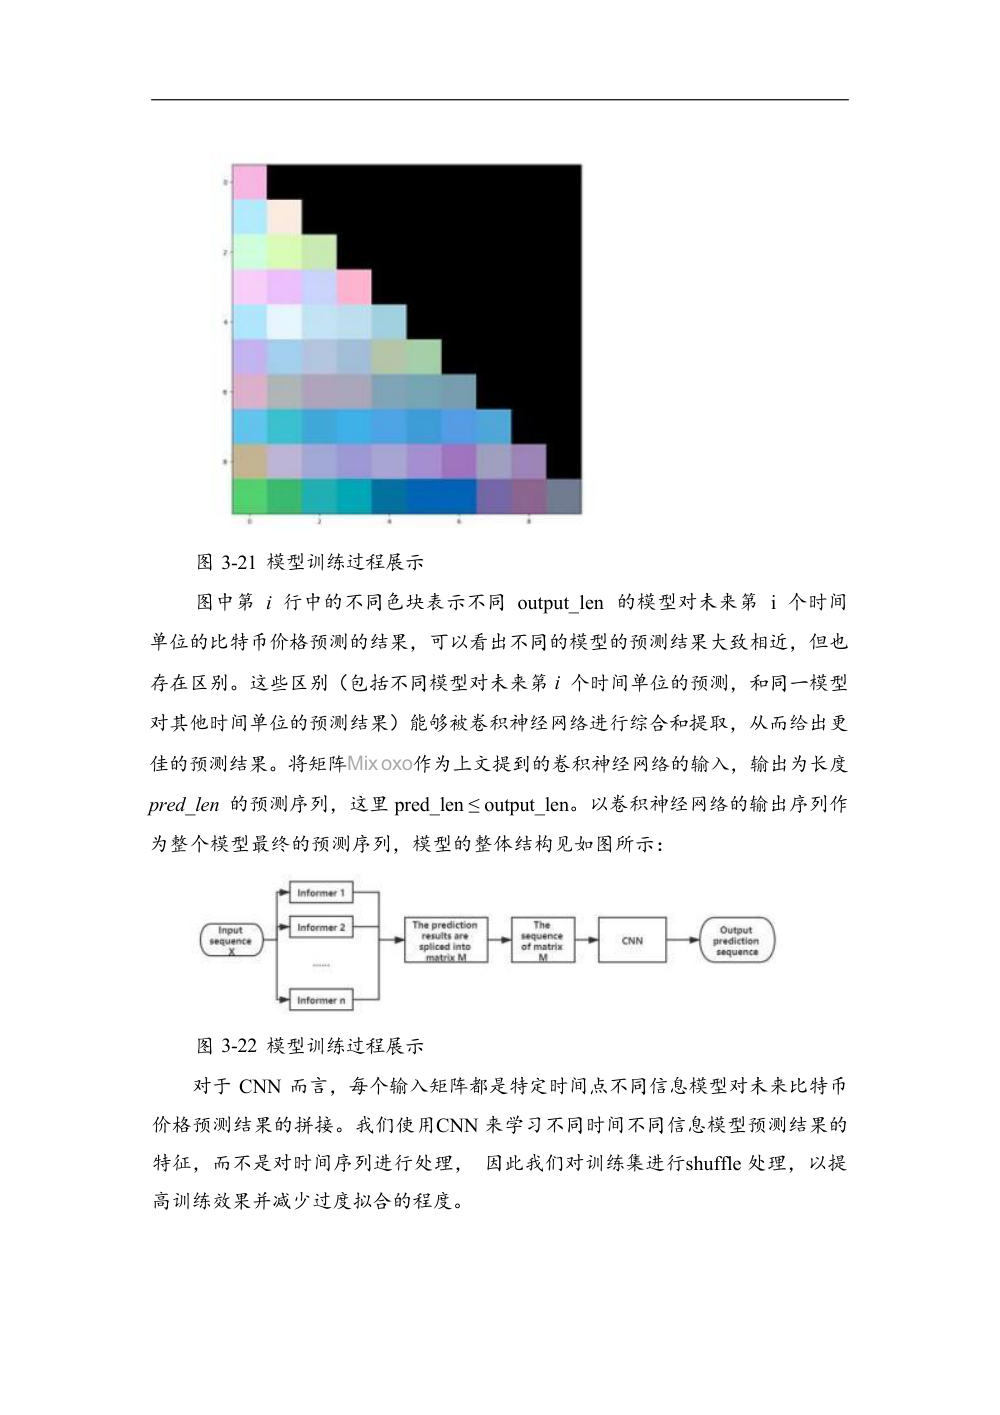 0
2
4
6
8
0 2 4 6 8
图 3-21 模型训练过程展示
图中第 i 行中的不同色块表示不同 output_len 的模型对未来第 i 个时间
单位的比特币价格预测的结果，可以看出不同的模型的预测结果大致相近，但也
存在区别。这些区别（包括不同模型对未来第 i 个时间单位的预测，和同一模型
对其他时间单位的预测结果）能够被卷积神经网络进行综合和提取，从而给出更
佳的预测结果。将矩阵Mix oxo作为上文提到的卷积神经网络的输入，输出为长度
pred_len 的预测序列，这里 pred_len ≤ output_len。以卷积神经网络的输出序列作
为整个模型最终的预测序列，模型的整体结构见如图所示：
Input
sequence
X
Informer 1
Informer 2
......
Informer n
The prediction
results are
spliced into
matrix M
The
sequence
of matrix
M
CNN
Output
prediction
sequence
图 3-22 模型训练过程展示
对于 CNN 而言，每个输入矩阵都是特定时间点不同信息模型对未来比特币
价格预测结果的拼接。我们使用CNN 来学习不同时间不同信息模型预测结果的
特征，而不是对时间序列进行处理， 因此我们对训练集进行shuffle 处理，以提
高训练效果并减少过度拟合的程度。